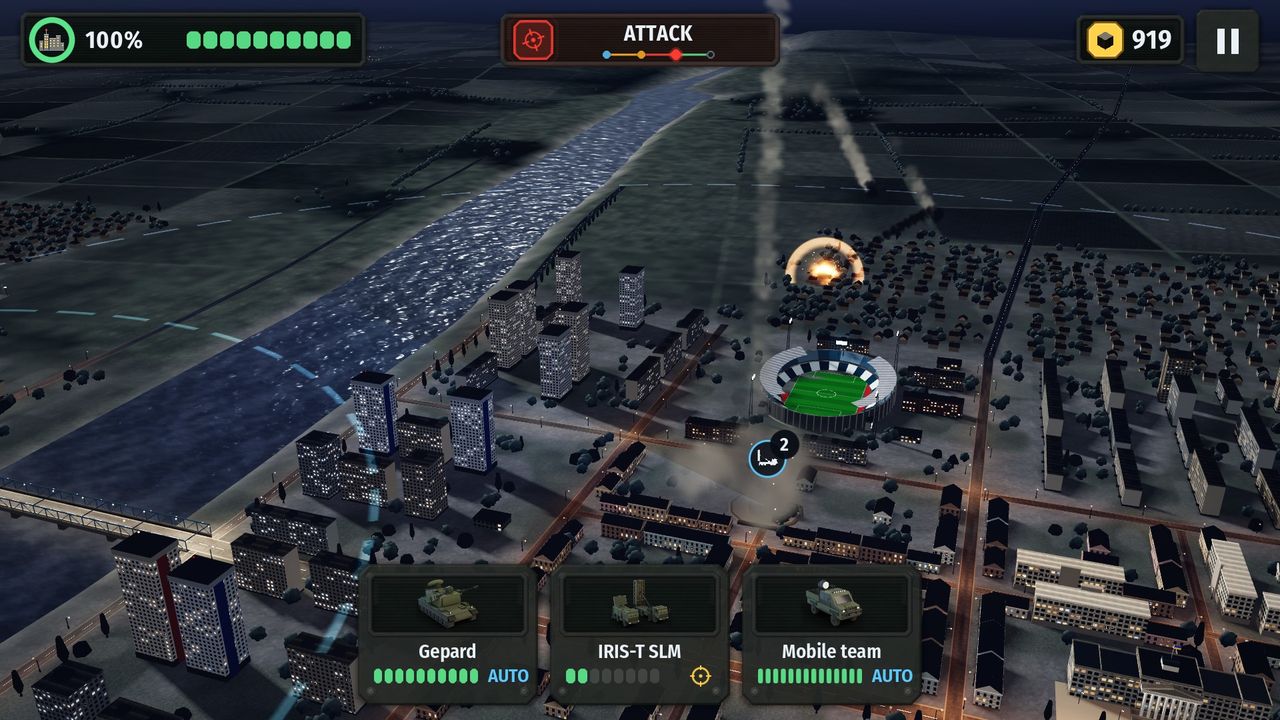 100%
ATTACK
919
2
Gepard
AUTO
IRIS-T SLM
Mobile team
AUTO